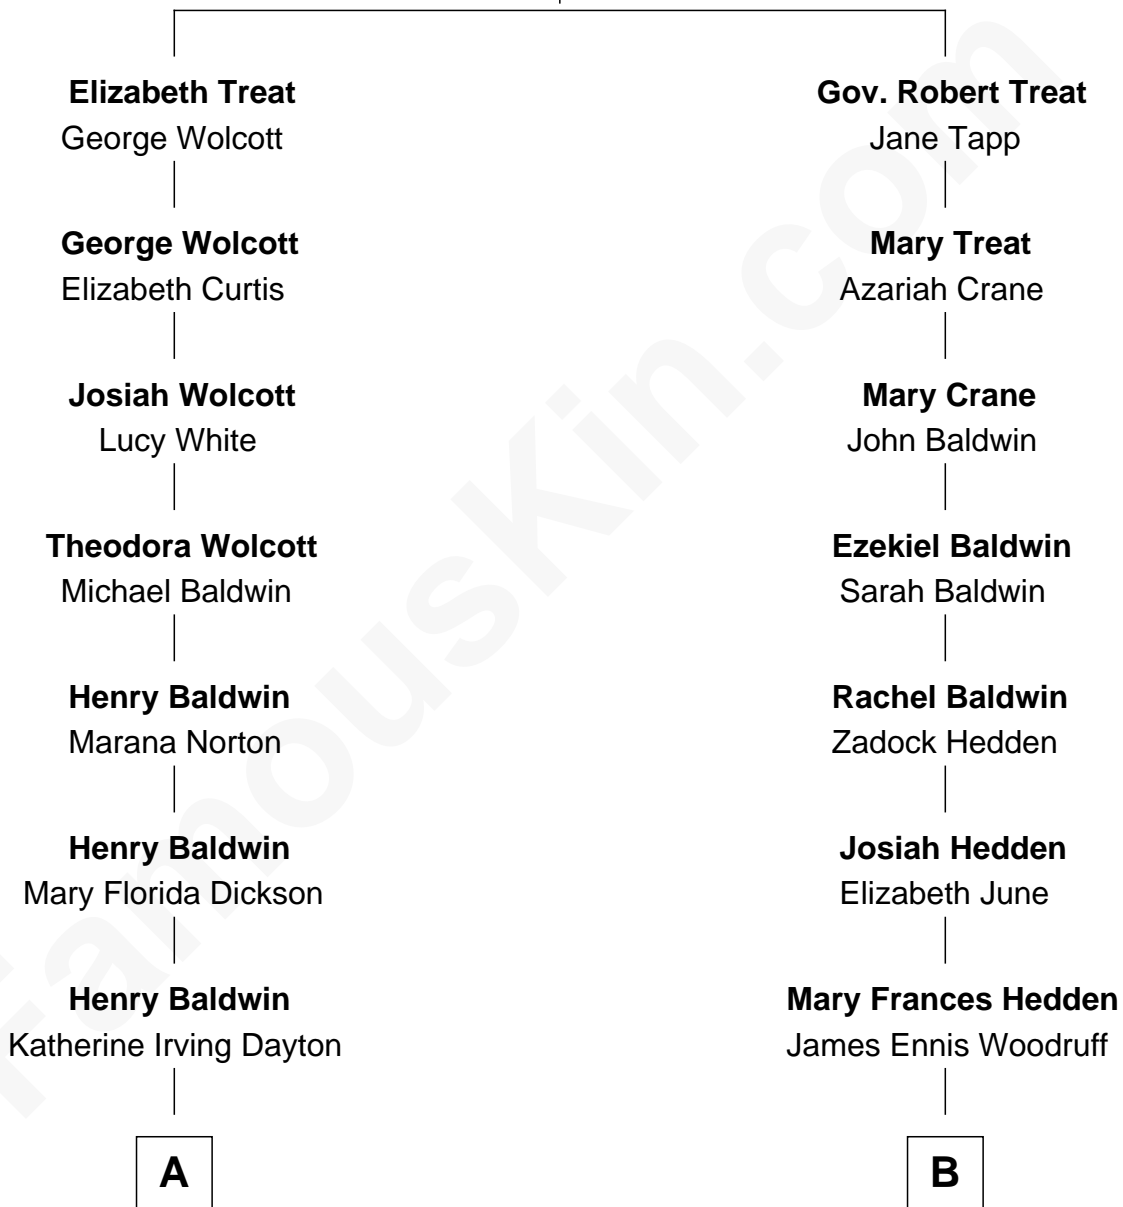 Elizabeth Treat
George Wolcott
George Wolcott
Elizabeth Curtis
Josiah Wolcott
Lucy White
Theodora Wolcott
Michael Baldwin
Henry Baldwin
Marana Norton
Henry Baldwin
Mary Florida Dickson
Henry Baldwin
Katherine Irving Dayton
A
Gov. Robert Treat
Jane Tapp
Mary Treat
Azariah Crane
Mary Crane
John Baldwin
Ezekiel Baldwin
Sarah Baldwin
Rachel Baldwin
Zadock Hedden
Josiah Hedden
Elizabeth June
Mary Frances Hedden
James Ennis Woodruff
B
FamousKin.com